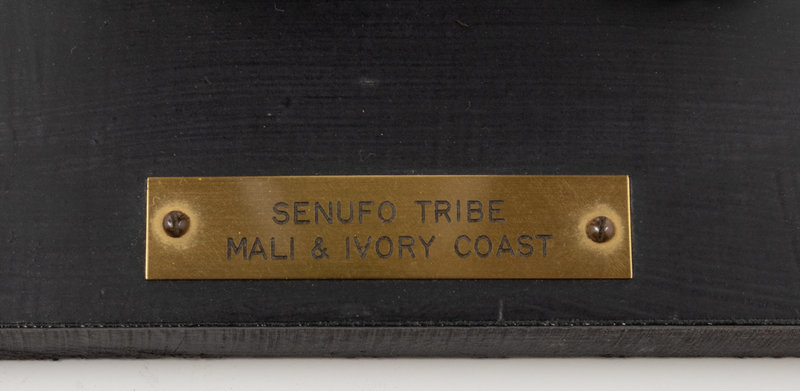 SENUFO TRIBE
MALI & IVORY COAST